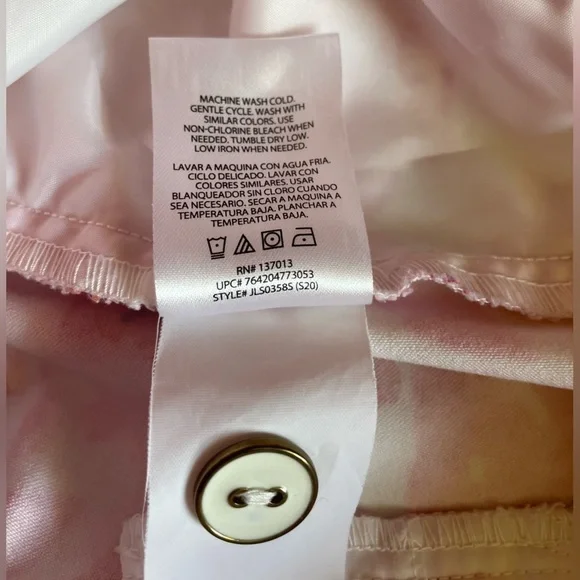 MACHINE WASH COLD.
GENTLE CYCLE. WASH WITH
SIMILAR COLORS. USE
NON-CHLORINE BLEACH WHEN
NEEDED. TUMBLE DRY LOW.
LOW IRON WHEN NEEDED.
LAVAR A MAQUINA CON AGUA FRIA.
CICLO DELICADO. LAVAR CON
COLORES SIMILARES. USAR
BLANQUEADOR SIN CLORO CUANDO
SEA NECESARIO. SECAR A MAQUINA A
TEMPERATURA BAJA. PLANCHAR A
TEMPERATURA BAJA.
RN# 137013
UPC# 764204773053
STYLE# JLS0358S (S20)